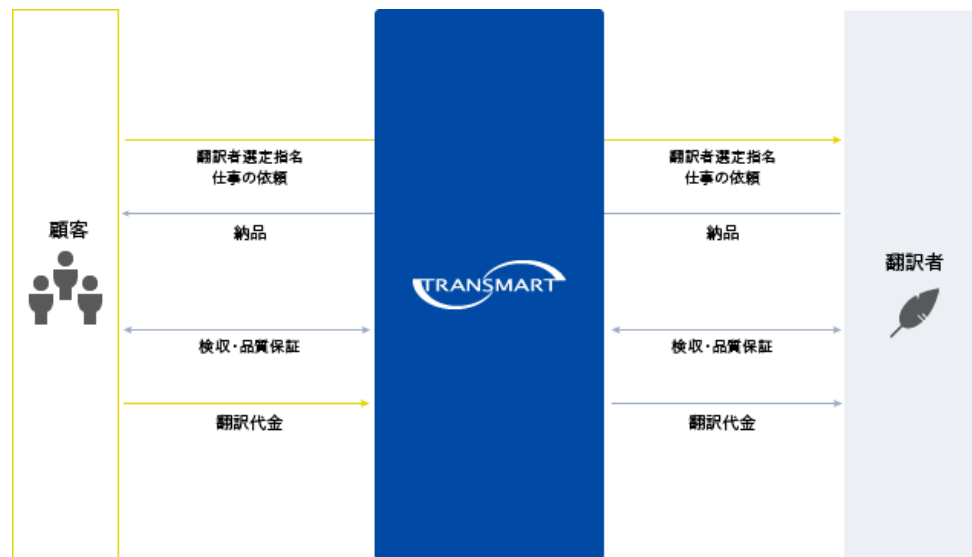 翻訳者選定指名
仕事の依頼
翻訳者選定指名
仕事の依頼
顧客
納品
納品
翻訳者
TRANSMART
検収・品質保証
検収・品質保証
翻訳代金
翻訳代金